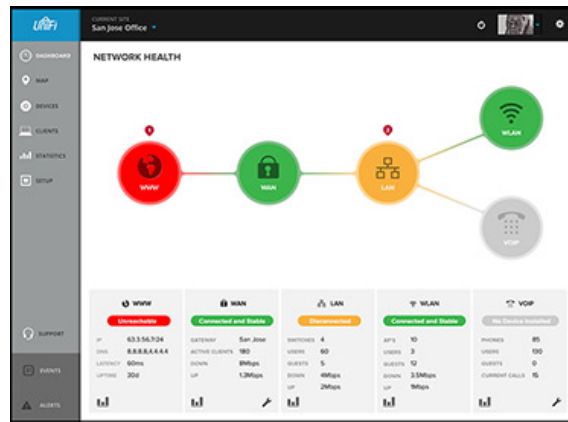 UniFi
CURRENT SITE
San Jose Office
DASHBOARD
MAP
DEVICES
CLIENTS
STATISTICS
SETUP
SUPPORT
EVENTS
ALERTS
NETWORK HEALTH
WWW
WAN
LAN
WLAN
VOIP
WWW
Unreachable
IP 63.3.56.7:24
DNS 8.8.8.8,4.4.4.4
LATENCY 60ms
UPTIME 30d
WAN
Connected and Stable
GATEWAY San Jose
ACTIVE CLIENTS 180
DOWN 8Mbps
UP 1.3Mbps
LAN
Disconnected
SWITCHES 4
USERS 60
GUESTS 5
DOWN 4Mbps
UP 2Mbps
WLAN
Connected and Stable
AP'S 10
USERS 3
GUESTS 12
DOWN 3.5Mbps
UP 1Mbps
VOIP
No Device Installed
PHONES 85
USERS 130
GUESTS 0
CURRENT CALLS 15